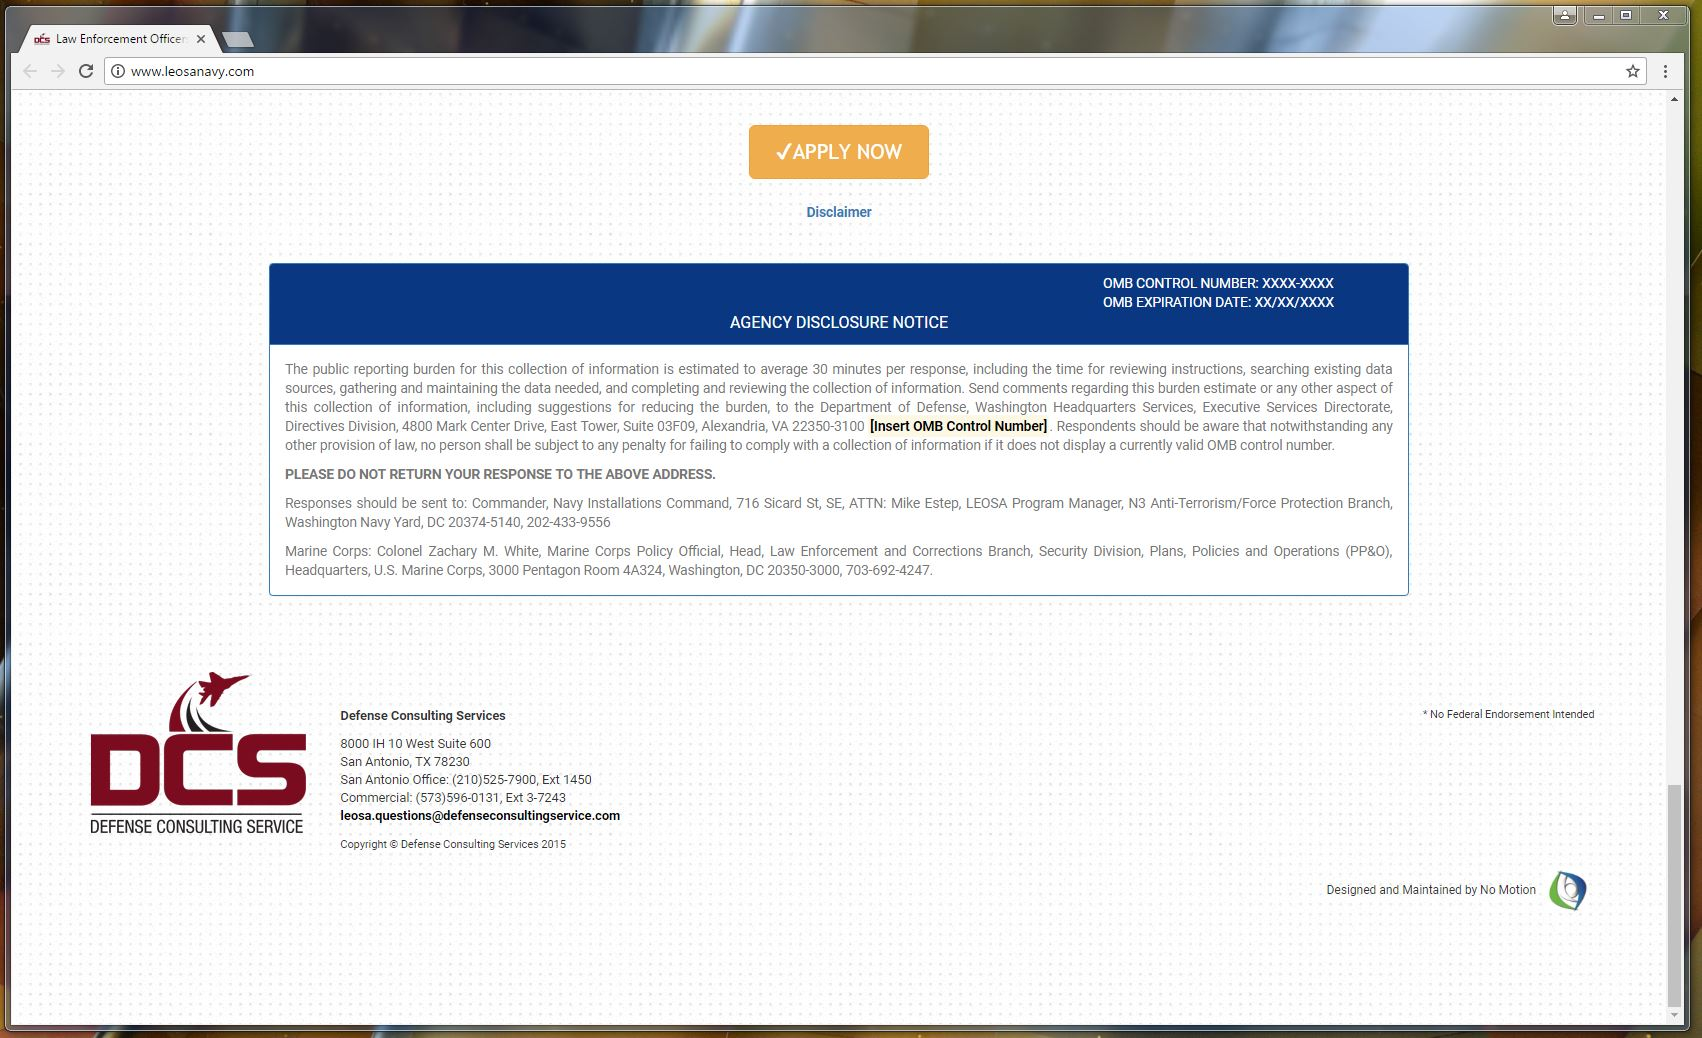 DCS Law Enforcement Officer
www.leosanavy.com
✓APPLY NOW
Disclaimer
OMB CONTROL NUMBER: XXXX-XXXX
OMB EXPIRATION DATE: XX/XX/XXXX
AGENCY DISCLOSURE NOTICE
The public reporting burden for this collection of information is estimated to average 30 minutes per response, including the time for reviewing instructions, searching existing data
sources, gathering and maintaining the data needed, and completing and reviewing the collection of information. Send comments regarding this burden estimate or any other aspect of
this collection of information, including suggestions for reducing the burden, to the Department of Defense, Washington Headquarters Services, Executive Services Directorate,
Directives Division, 4800 Mark Center Drive, East Tower, Suite 03F09, Alexandria, VA 22350-3100 [Insert OMB Control Number]. Respondents should be aware that notwithstanding any
other provision of law, no person shall be subject to any penalty for failing to comply with a collection of information if it does not display a currently valid OMB control number.
PLEASE DO NOT RETURN YOUR RESPONSE TO THE ABOVE ADDRESS.
Responses should be sent to: Commander, Navy Installations Command, 716 Sicard St, SE, ATTN: Mike Estep, LEOSA Program Manager, N3 Anti-Terrorism/Force Protection Branch,
Washington Navy Yard, DC 20374-5140, 202-433-9556
Marine Corps: Colonel Zachary M. White, Marine Corps Policy Official, Head, Law Enforcement and Corrections Branch, Security Division, Plans, Policies and Operations (PP&O),
Headquarters, U.S. Marine Corps, 3000 Pentagon Room 4A324, Washington, DC 20350-3000, 703-692-4247.
DCS
DEFENSE CONSULTING SERVICE
Defense Consulting Services
8000 IH 10 West Suite 600
San Antonio, TX 78230
San Antonio Office: (210)525-7900, Ext 1450
Commercial: (573)596-0131, Ext 3-7243
leosa.questions@defenseconsultingservice.com
Copyright © Defense Consulting Services 2015
* No Federal Endorsement Intended
Designed and Maintained by No Motion